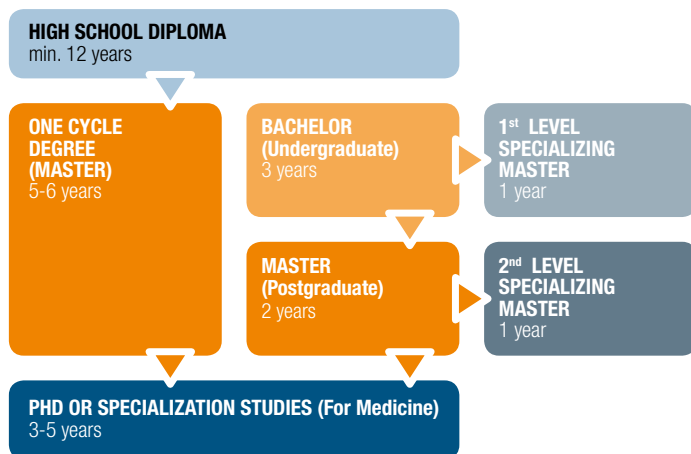 HIGH SCHOOL DIPLOMA
min. 12 years
ONE CYCLE
DEGREE
(MASTER)
5-6 years
BACHELOR
(Undergraduate)
3 years
1st LEVEL
SPECIALIZING
MASTER
1 year
MASTER
(Postgraduate)
2 years
2nd LEVEL
SPECIALIZING
MASTER
1 year
PHD OR SPECIALIZATION STUDIES (For Medicine)
3-5 years